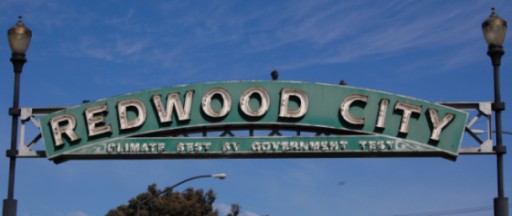 REDWOOD CITY
CLIMATE BEST BY GOVERNMENT TEST